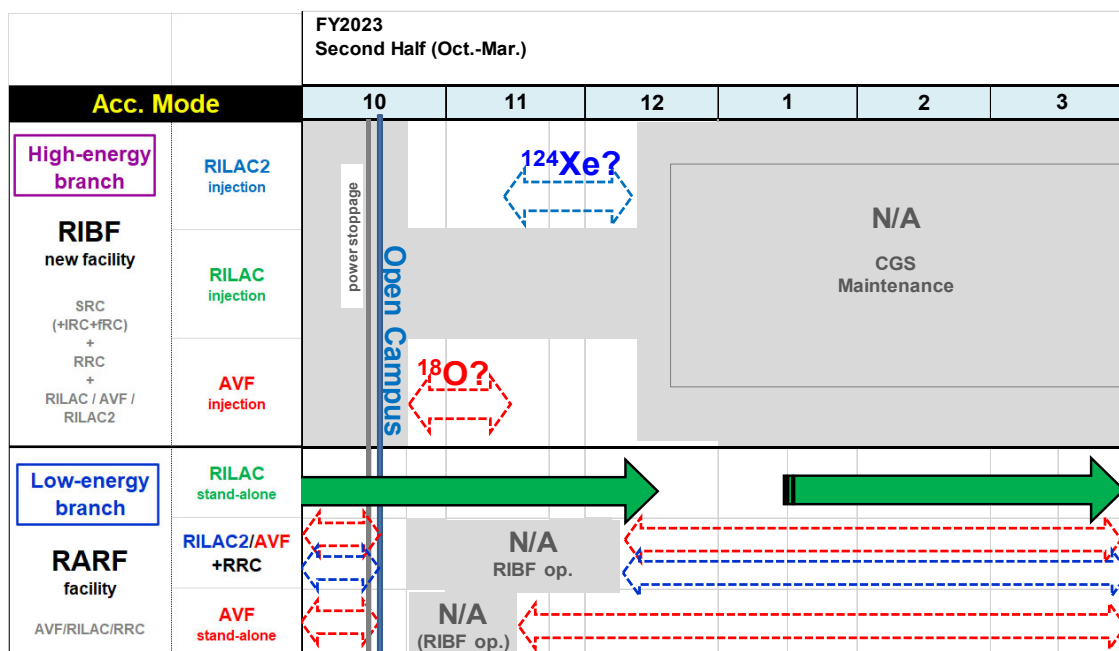 FY2023
Second Half (Oct.-Mar.)
Acc. Mode
10
11
12
1
2
3
High-energy
branch
RIBF
new facility
SRC
(+IRC+fRC)
+
RRC
+
RILAC / AVF /
RILAC2
RILAC2
injection
RILAC
injection
AVF
injection
power stoppage
Open Campus
124Xe?
18O?
N/A
CGS
Maintenance
Low-energy
branch
RARF
facility
AVF/RILAC/RRC
RILAC
stand-alone
RILAC2/AVF
+RRC
AVF
stand-alone
N/A
RIBF op.
N/A
(RIBF op.)